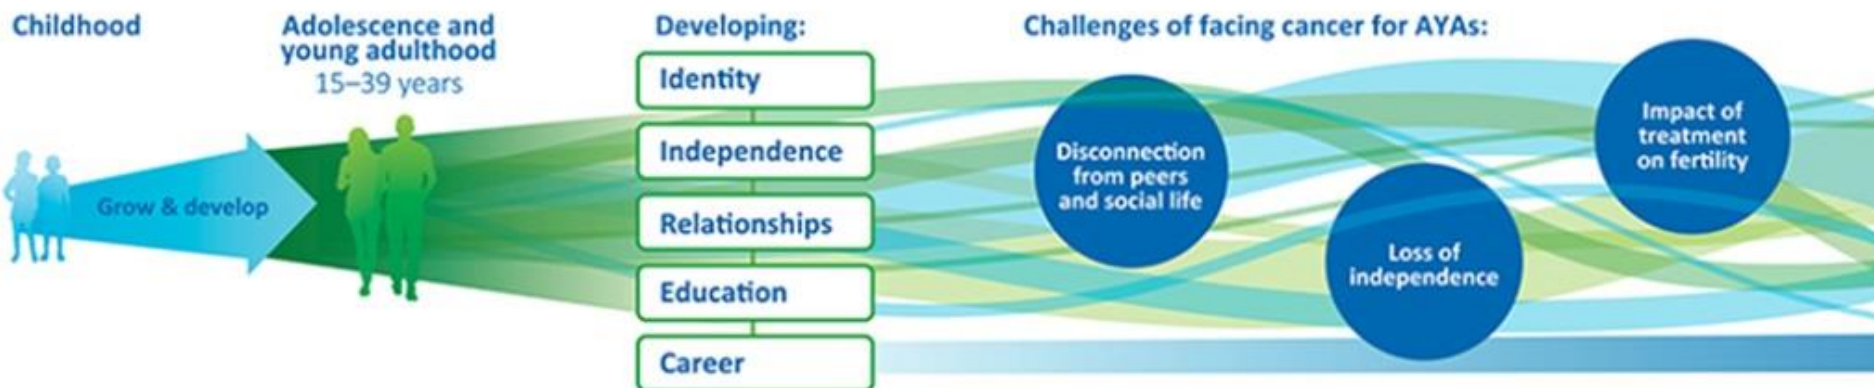 Childhood
Adolescence and
young adulthood
15–39 years
Developing:
Challenges of facing cancer for AYAs:
Grow & develop
Identity
Independence
Relationships
Education
Career
Disconnection
from peers
and social life
Loss of
independence
Impact of
treatment
on fertility